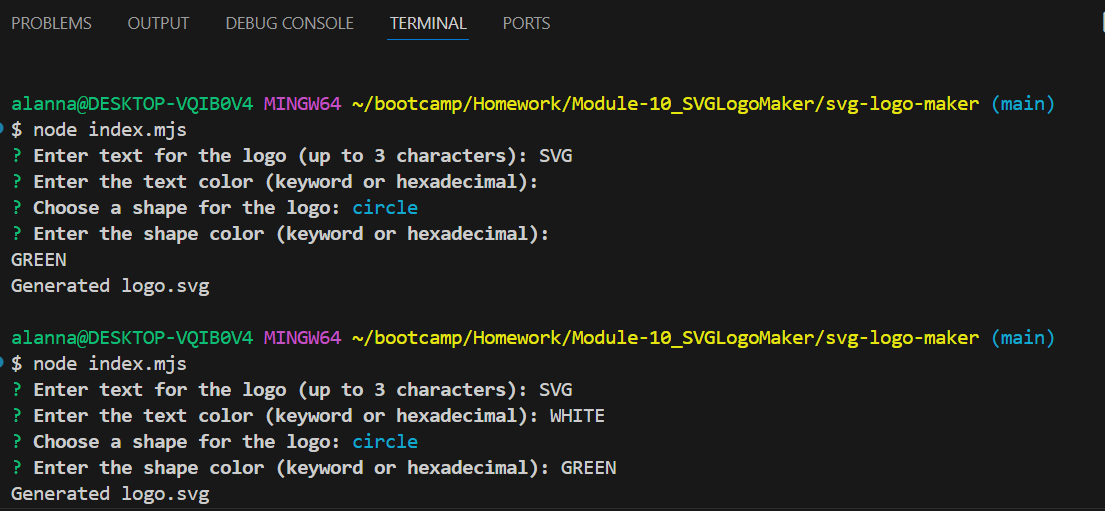 PROBLEMS OUTPUT DEBUG CONSOLE TERMINAL PORTS
alanna@DESKTOP-VQIB0V4 MINGW64 ~/bootcamp/Homework/Module-10_SVGLogoMaker/svg-logo-maker (main)
$ node index.mjs
? Enter text for the logo (up to 3 characters): SVG
? Enter the text color (keyword or hexadecimal):
? Choose a shape for the logo: circle
? Enter the shape color (keyword or hexadecimal):
GREEN
Generated logo.svg
alanna@DESKTOP-VQIB0V4 MINGW64 ~/bootcamp/Homework/Module-10_SVGLogoMaker/svg-logo-maker (main)
$ node index.mjs
? Enter text for the logo (up to 3 characters): SVG
? Enter the text color (keyword or hexadecimal): WHITE
? Choose a shape for the logo: circle
? Enter the shape color (keyword or hexadecimal): GREEN
Generated logo.svg